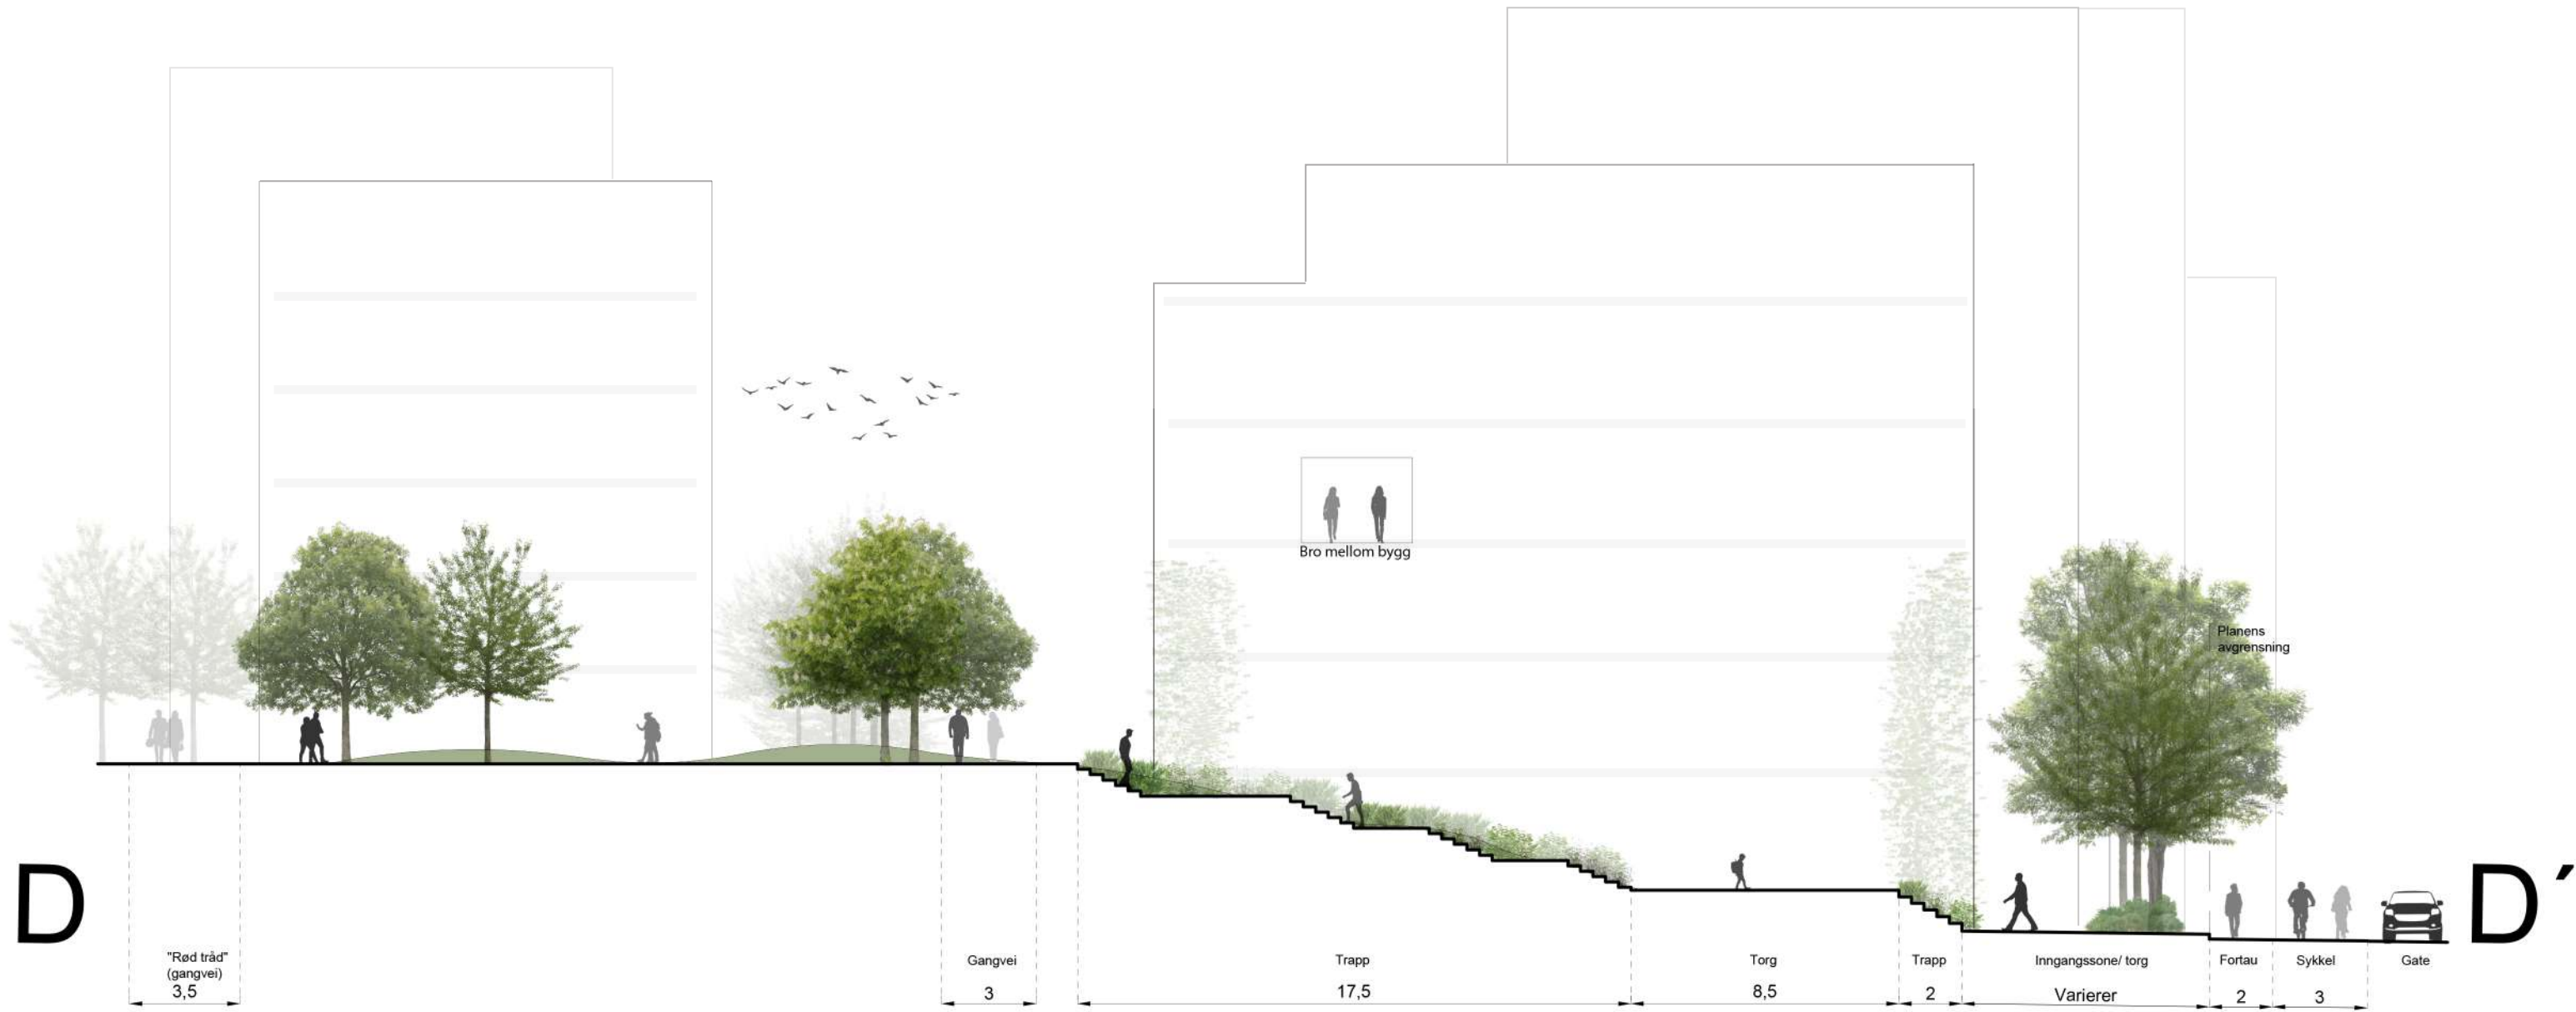 Bro mellom bygg
Planens
avgrensning
D
D´
"Rød tråd"
(gangvei)
3,5
Gangvei
3
Trapp
17,5
Torg
8,5
Trapp
2
Inngangssone/ torg
Varierer
Fortau
2
Sykkel
3
Gate